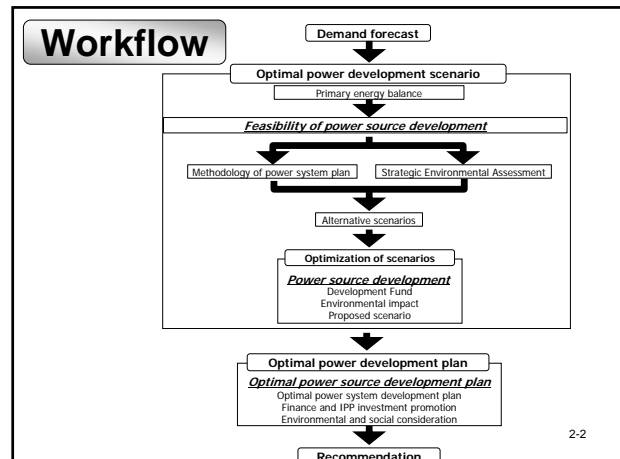 Workflow
Demand forecast
Optimal power development scenario
Primary energy balance
Feasibility of power source development
Methodology of power system plan
Strategic Environmental Assessment
Alternative scenarios
Optimization of scenarios
Power source development
Development Fund
Environmental impact
Proposed scenario
Optimal power development plan
Optimal power source development plan
Optimal power system development plan
Finance and IPP investment promotion
Environmental and social consideration
2-2
Recommendation